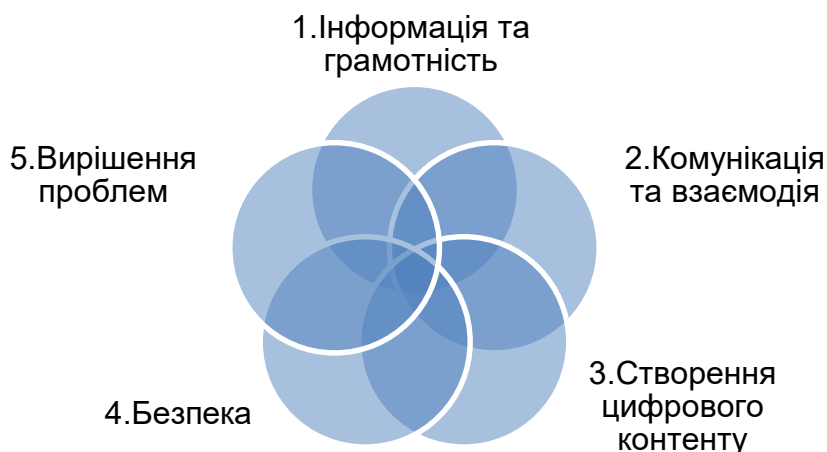 1.Інформація та
грамотність
2.Комунікація
та взаємодія
3.Створення
цифрового
контенту
4.Безпека
5.Вирішення
проблем